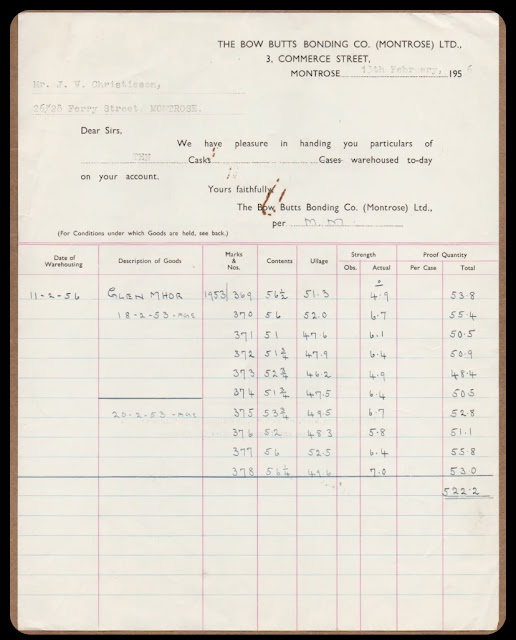 THE BOW BUTTS BONDING CO. (MONTROSE) LTD.,
3, COMMERCE STREET,
MONTROSE 13th February, 1956
Mr. J. V. Christieson,
26/28 Ferry Street, MONTROSE.
Dear Sirs,
We have pleasure in handing you particulars of
TEN Casks Cases warehoused to-day
on your account.
Yours faithfully,
The Bow Butts Bonding Co. (Montrose) Ltd.,
per M. M.
(For Conditions under which Goods are held, see back.)
Date of Warehousing Description of Goods Marks & Nos. Contents Ullage Strength Proof Quantity
Obs. Actual Per Case Total
11-2-56 GLEN MHOR 1953/369 56½ 51.3 4.9 53.8
18-2-53 370 56 52.0 6.7 55.4
371 51 47.6 6.1 50.5
372 51¾ 47.9 6.4 50.9
373 52¾ 46.2 4.9 48.4
374 51¾ 47.5 6.4 50.5
20-2-53 375 53¾ 49.5 6.7 52.8
376 52 48.3 5.8 51.1
377 56 52.5 6.4 55.8
378 56¼ 49.6 7.0 53.0
522.2